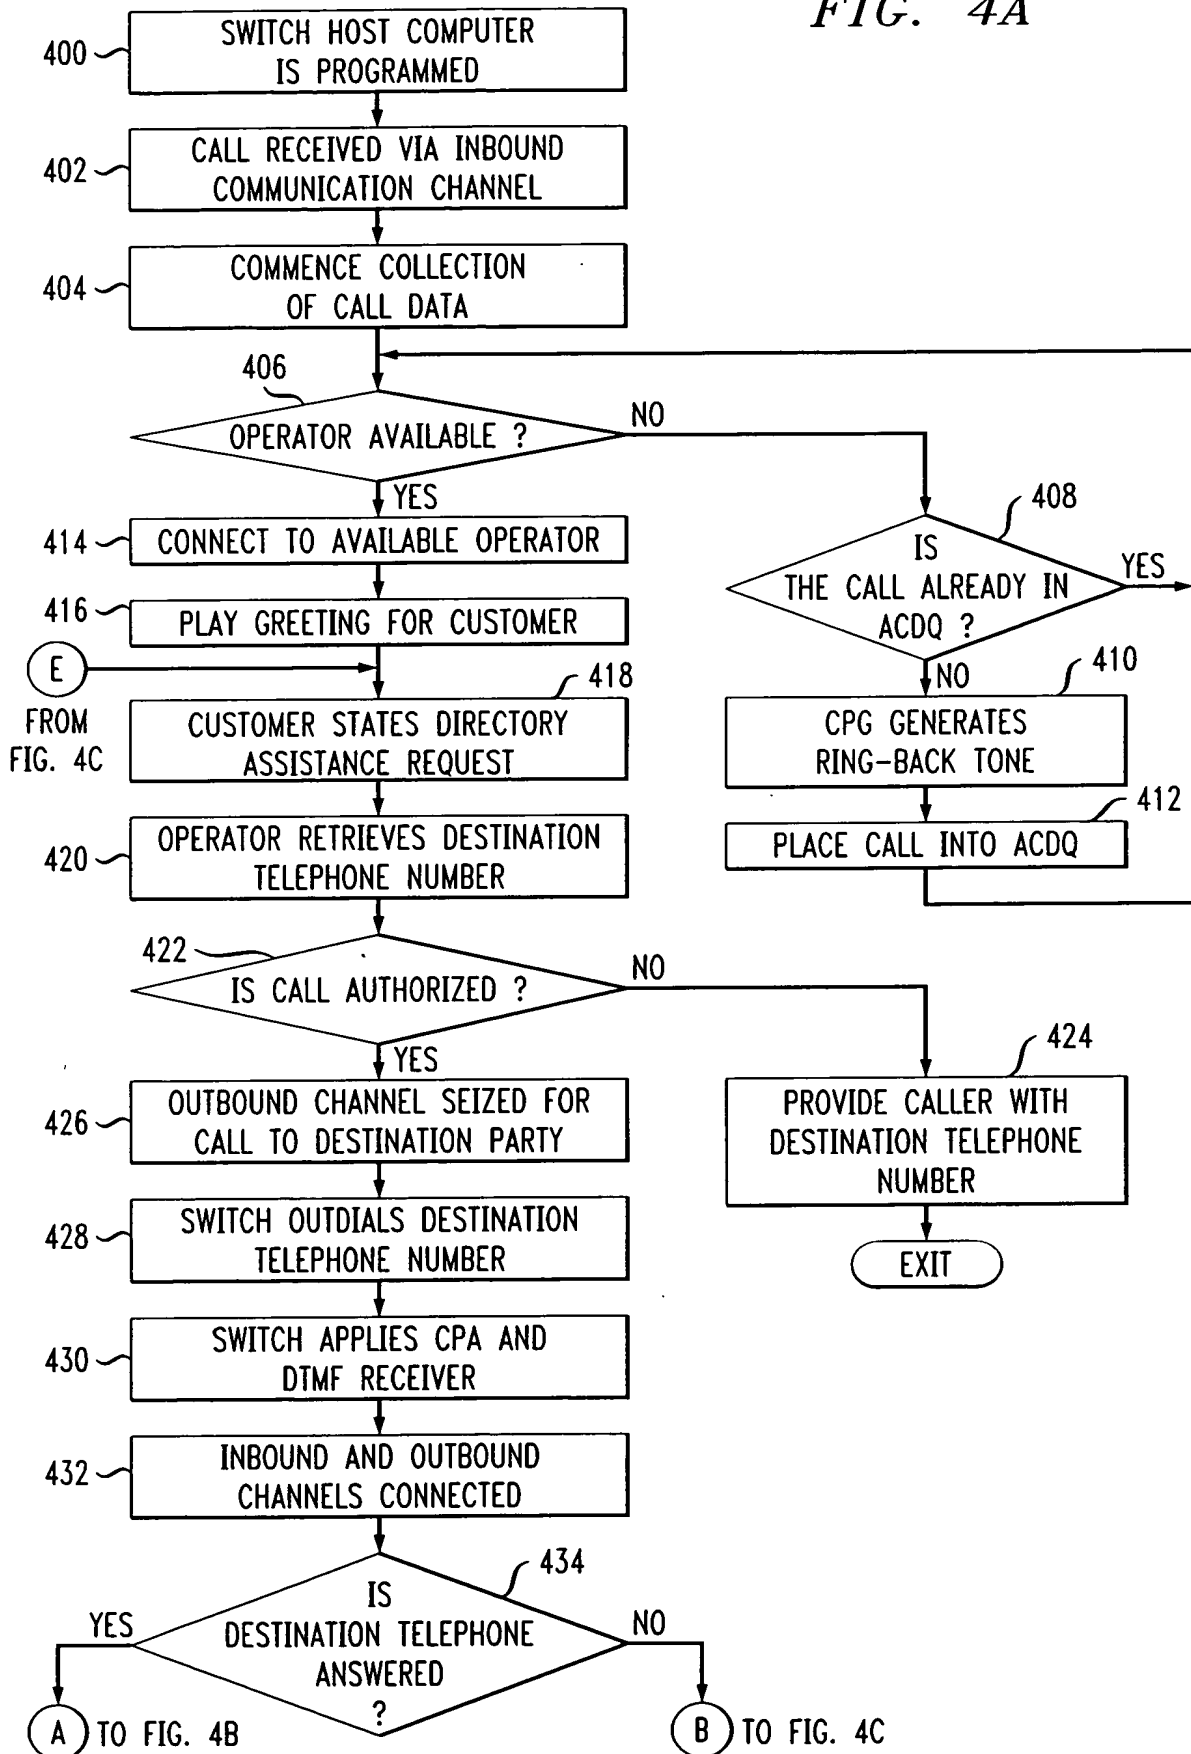 FIG. 4A
400
SWITCH HOST COMPUTER
IS PROGRAMMED
402
CALL RECEIVED VIA INBOUND
COMMUNICATION CHANNEL
404
COMMENCE COLLECTION
OF CALL DATA
406
OPERATOR AVAILABLE ?
NO
YES
408
IS
THE CALL ALREADY IN
ACDQ ?
YES
NO
414
CONNECT TO AVAILABLE OPERATOR
416
PLAY GREETING FOR CUSTOMER
E
FROM
FIG. 4C
410
CPG GENERATES
RING-BACK TONE
412
PLACE CALL INTO ACDQ
418
CUSTOMER STATES DIRECTORY
ASSISTANCE REQUEST
420
OPERATOR RETRIEVES DESTINATION
TELEPHONE NUMBER
422
IS CALL AUTHORIZED ?
NO
YES
424
PROVIDE CALLER WITH
DESTINATION TELEPHONE
NUMBER
EXIT
426
OUTBOUND CHANNEL SEIZED FOR
CALL TO DESTINATION PARTY
428
SWITCH OUTDIALS DESTINATION
TELEPHONE NUMBER
430
SWITCH APPLIES CPA AND
DTMF RECEIVER
432
INBOUND AND OUTBOUND
CHANNELS CONNECTED
434
IS
DESTINATION TELEPHONE
ANSWERED
?
YES
NO
A TO FIG. 4B
B TO FIG. 4C